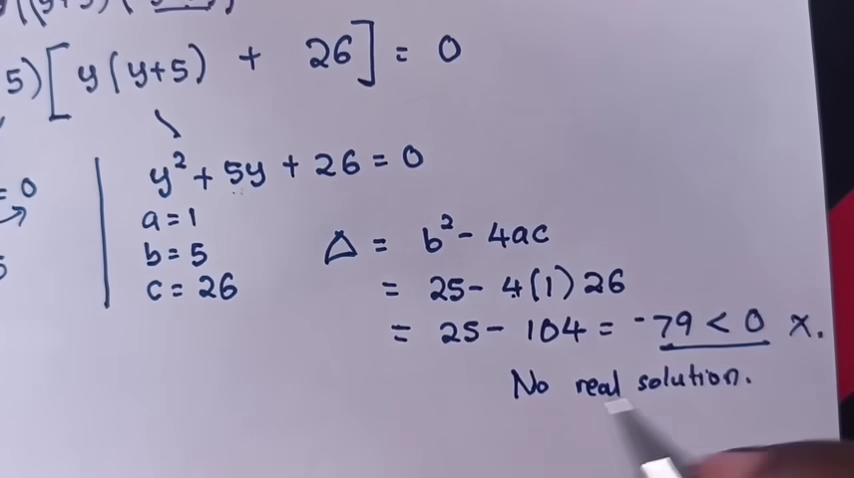 5) [y(y+5) + 26] = 0
= 0
y² + 5y + 26 = 0
a = 1
b = 5
c = 26
Δ = b² - 4ac
= 25 - 4(1)26
= 25 - 104 = -79 < 0 x.
No real solution.